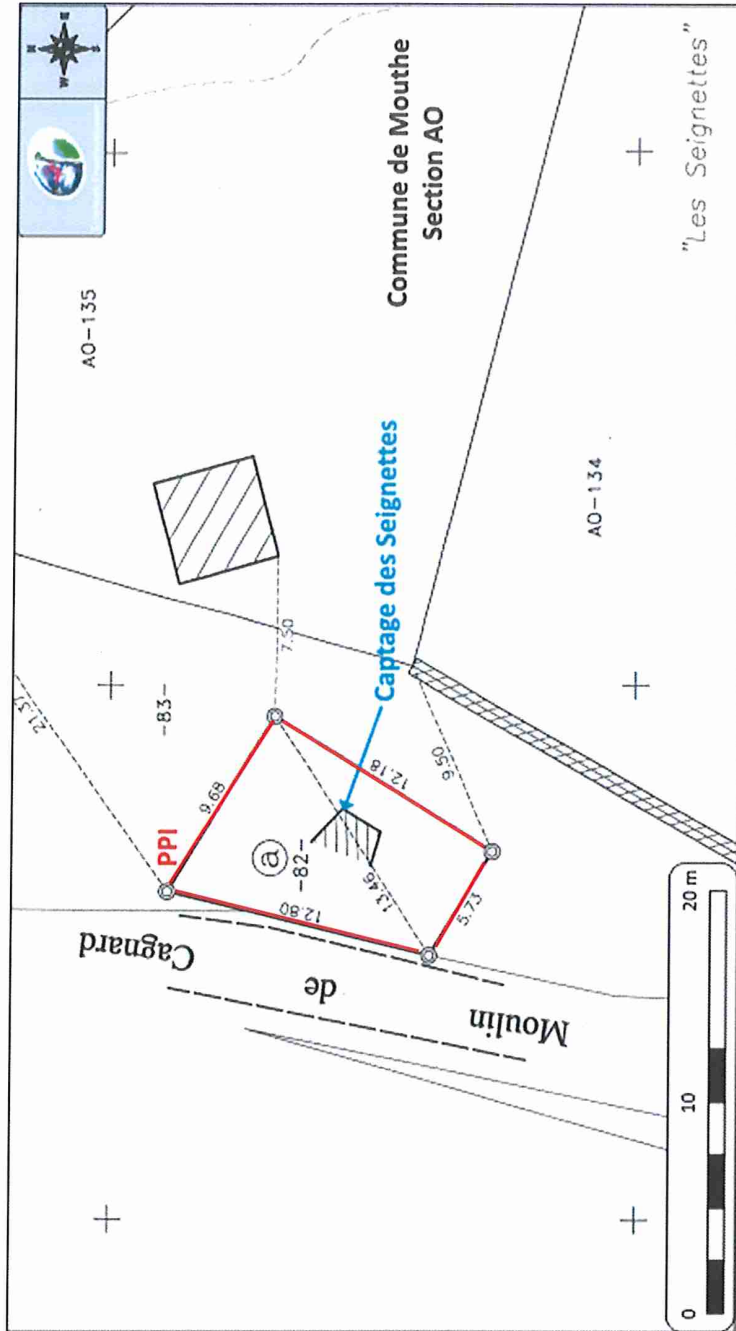 N
E
S
W
AO-135
Commune de Mouthe
Section AO
"Les Seignettes"
Captage des Seignettes
AO-134
21.37
-83-
7.50
PPI
9.68
a
-82-
12.18
9.50
13.46
12.80
5.73
Moulin
de
Cagnard
0
10
20 m